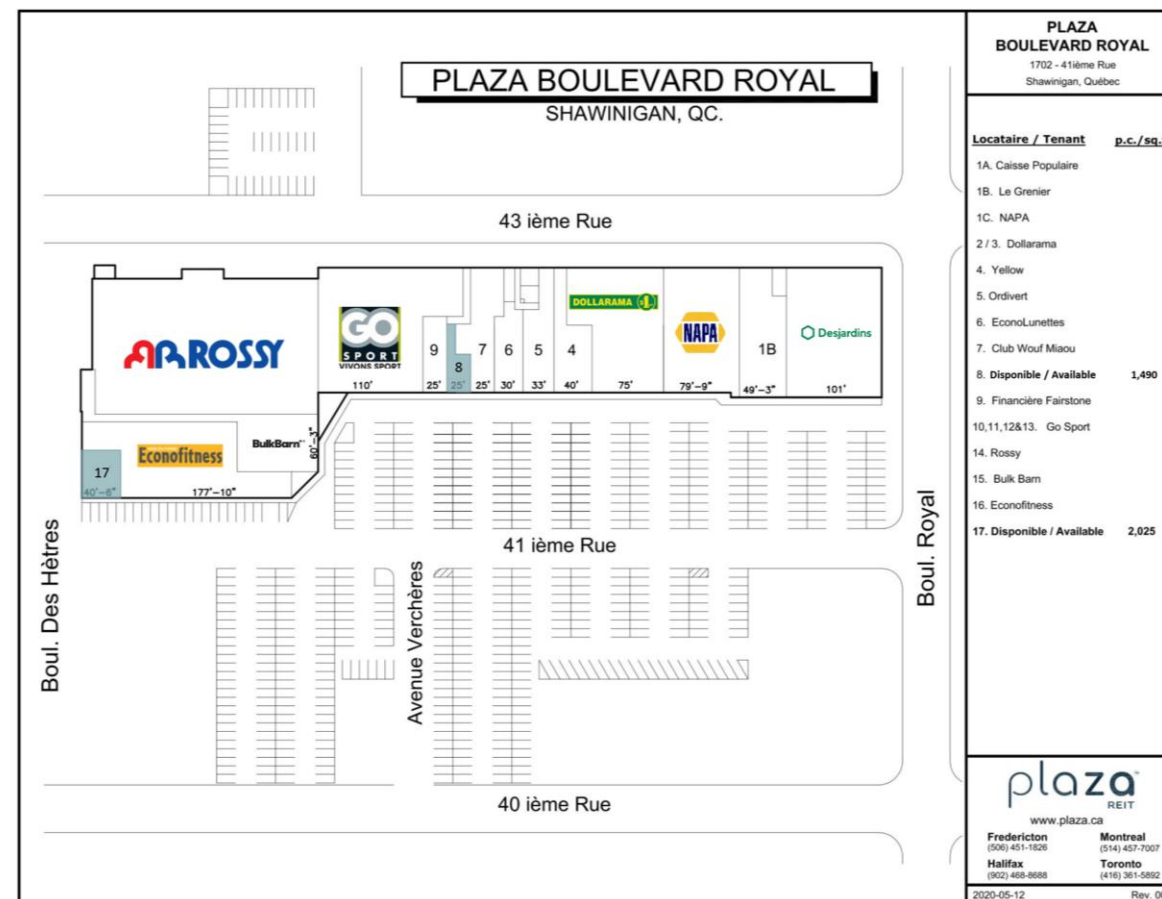 PLAZA BOULEVARD ROYAL
SHAWINIGAN, QC.
43 ième Rue
ROSSY
GO
SPORT
VIVONS SPORT
DOLLARAMA
NAPA
Desjardins
9
8
7
6
5
4
1B
110'
25'
25'
25'
30'
33'
40'
75'
79'-9"
49'-3"
101'
Econofitness
BulkBarn
60'-3"
17
40'-6"
177'-10"
41 ième Rue
Boul. Des Hètres
Avenue Verchères
Boul. Royal
40 ième Rue
PLAZA
BOULEVARD ROYAL
1702 - 41ième Rue
Shawinigan, Québec
Locataire / Tenant p.c./sq.
1A. Caisse Populaire
1B. Le Grenier
1C. NAPA
2 / 3. Dollarama
4. Yellow
5. Ordivert
6. EconoLunettes
7. Club Wouf Miaou
8. Disponible / Available 1,490
9. Financière Fairstone
10,11,12&13. Go Sport
14. Rossy
15. Bulk Barn
16. Econofitness
17. Disponible / Available 2,025
plaza
REIT
www.plaza.ca
Fredericton Montreal
(506) 451-1826 (514) 457-7007
Halifax Toronto
(902) 468-8688 (416) 361-5892
2020-05-12 Rev.